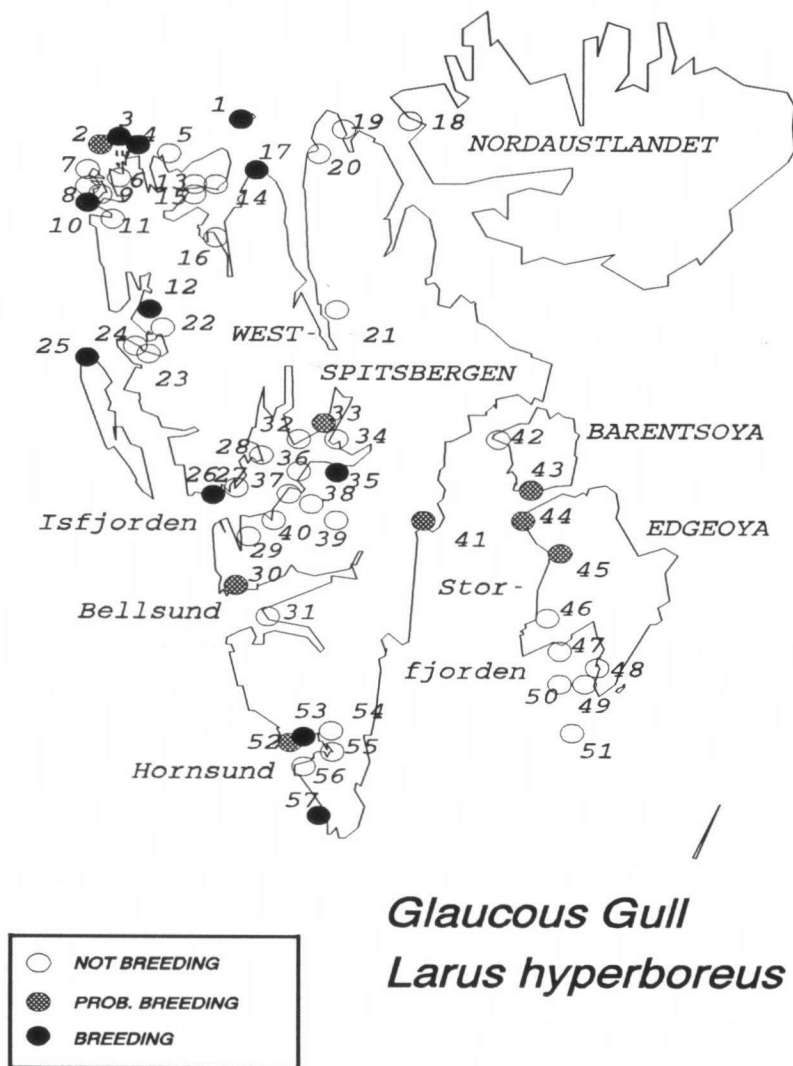 1
2 3 4 5
19 18
NORDAUSTLANDET
20
7 17
6 13
8 9 15 14
10 11
16
12
24 22 WEST- 21
25 23
SPITSBERGEN
33
32 34 42 BARENTSOYA
28 36
26 27 37 35 43
38
Isfjorden 44 EDGEOYA
40 39 41
29 45
30 Stor-
Bellsund 31 46
47
fjorden 48
50 49
53 54 51
52 55
Hornsund 56
57
Glaucous Gull
Larus hyperboreus
NOT BREEDING
PROB. BREEDING
BREEDING